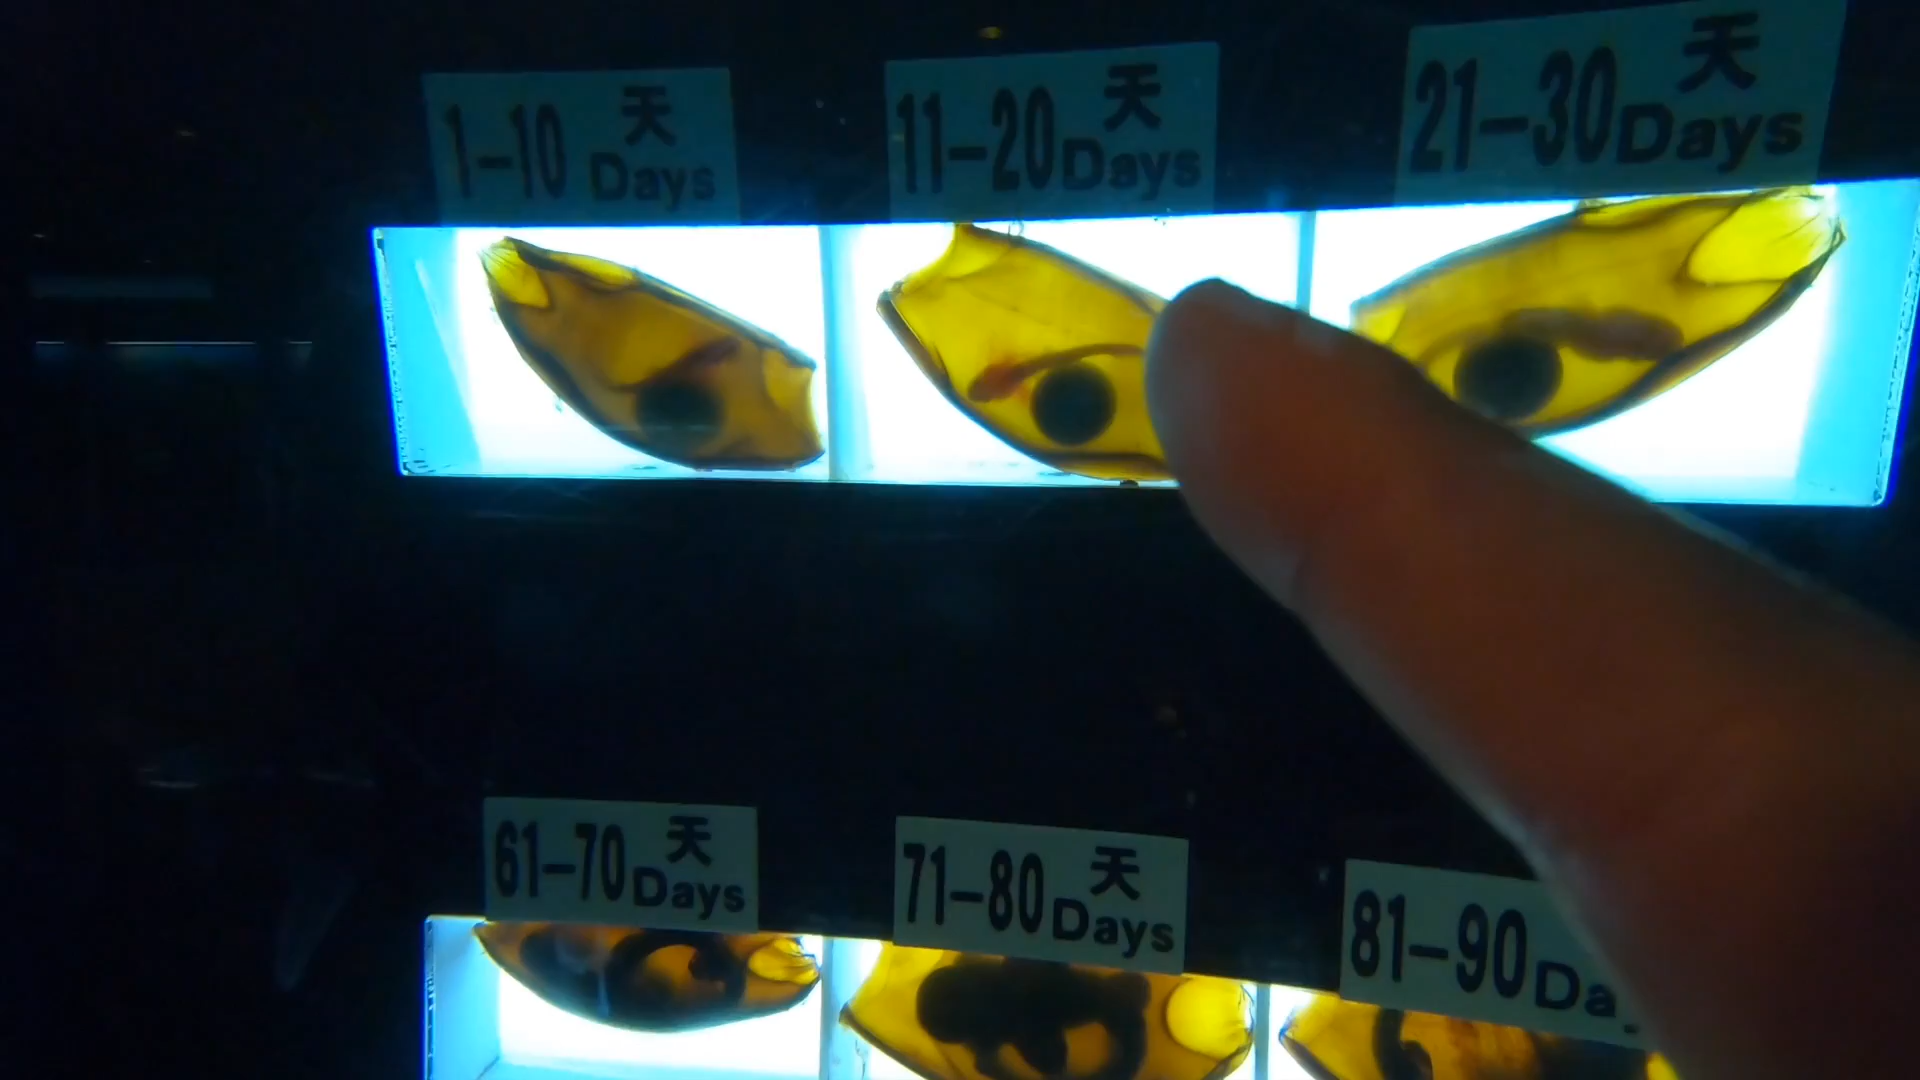 1-10 天
Days
11-20 天
Days
21-30 天
Days
61-70 天
Days
71-80 天
Days
81-90 Da